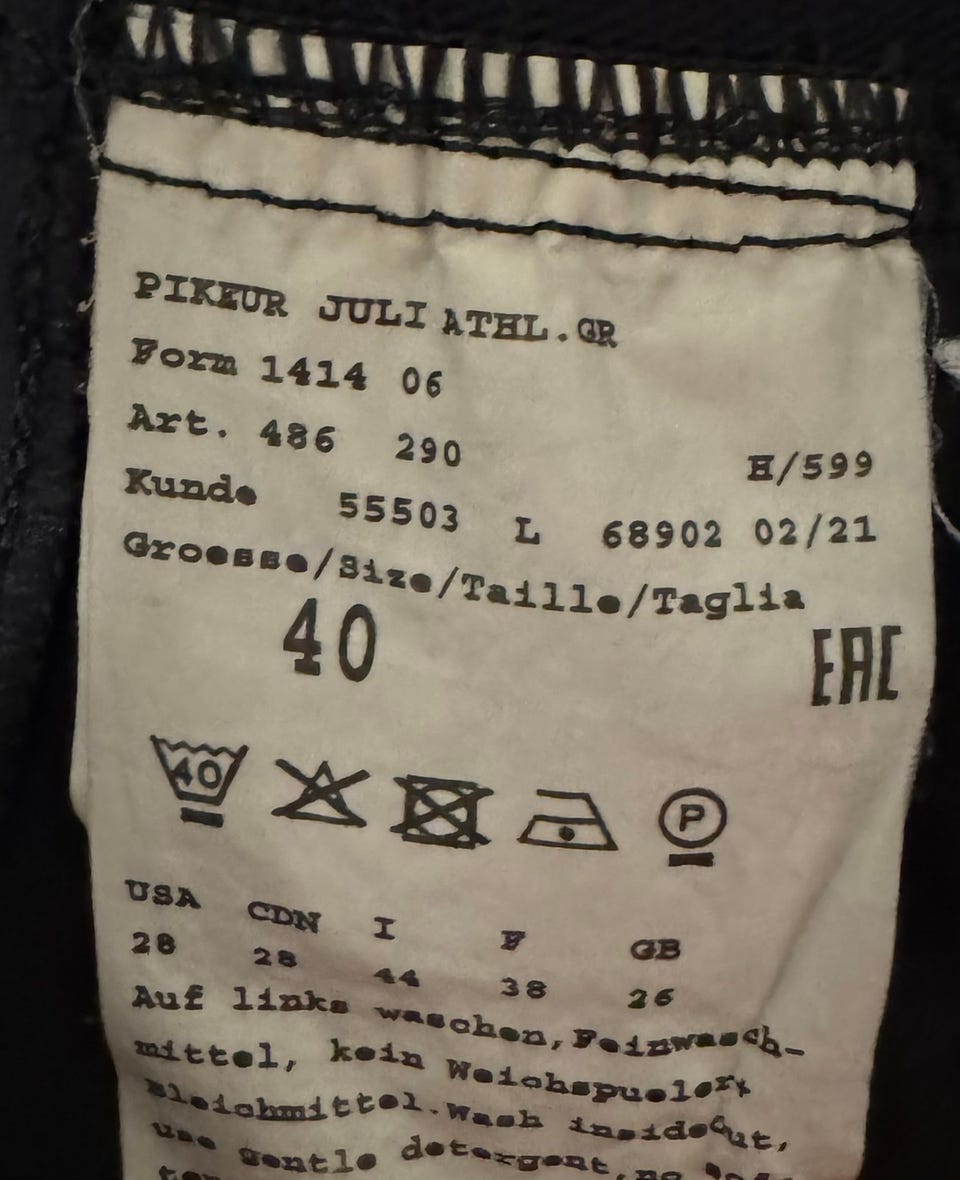 PIKEUR JULI ATHL.GR
Form 1414 06
Art. 486 290 H/599
Kunde 55503 L 68902 02/21
Groesse/Size/Taille/Taglia
40
EAC
40
P
USA CDN I F GB
28 28 44 38 26
Auf links waschen, Feinwasch-
mittel, kein Weichspueler+
Bleichmittel. Wash insideout,
use gentle detergent, no